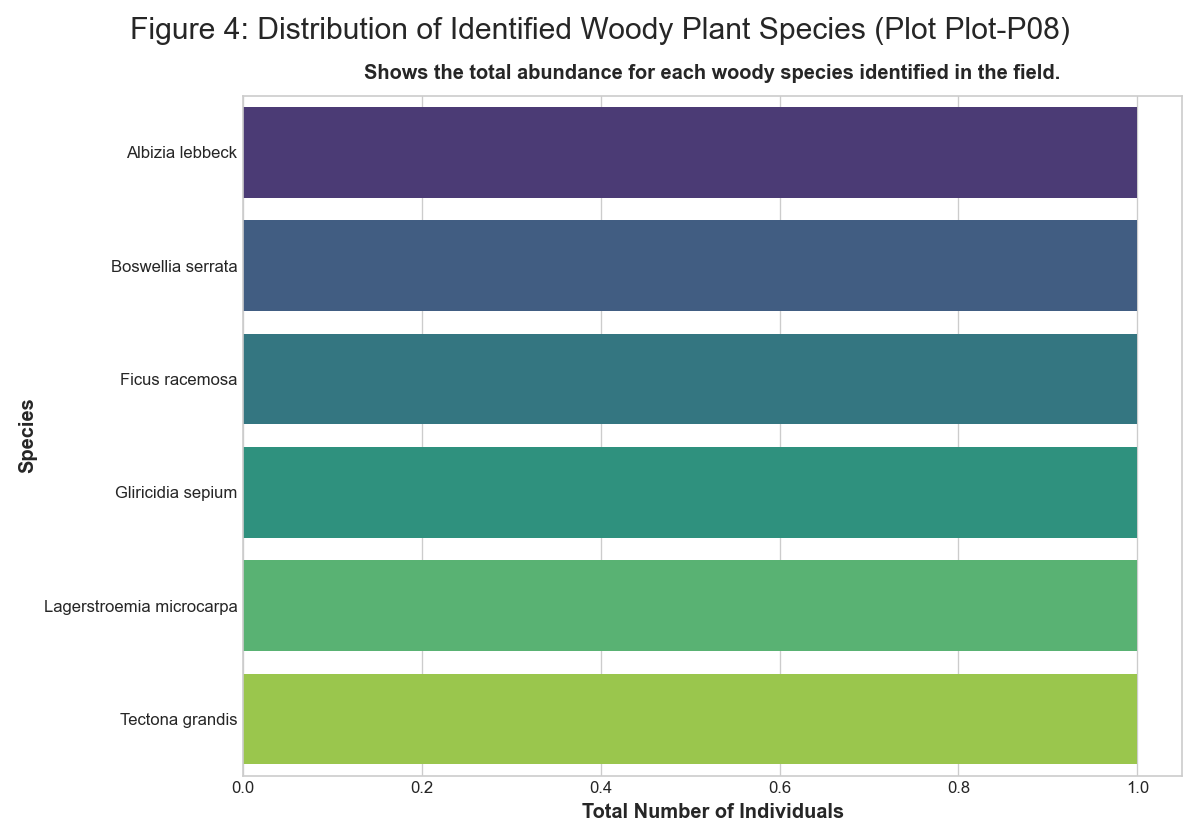 Figure 4: Distribution of Identified Woody Plant Species (Plot Plot-P08)
Shows the total abundance for each woody species identified in the field.
Species
Albizia lebbeck
Boswellia serrata
Ficus racemosa
Gliricidia sepium
Lagerstroemia microcarpa
Tectona grandis
0.0 0.2 0.4 0.6 0.8 1.0
Total Number of Individuals